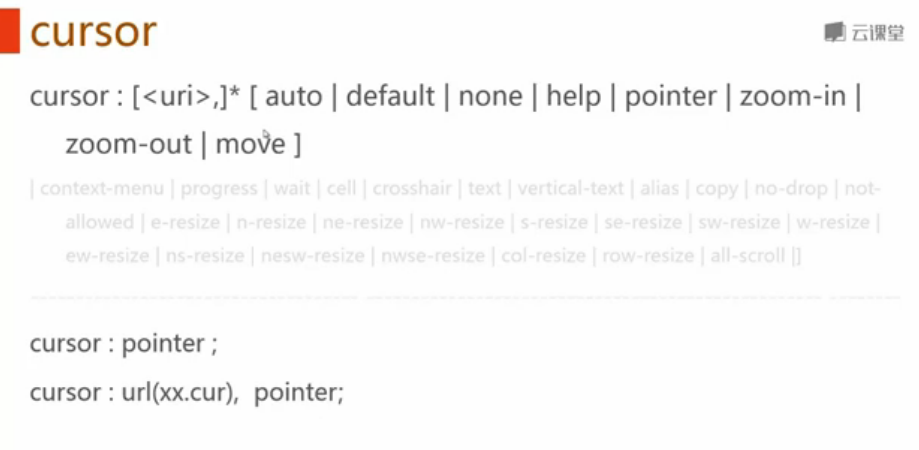 cursor
云课堂
cursor : [<uri>,]* [ auto | default | none | help | pointer | zoom-in |
zoom-out | move ]
| context-menu | progress | wait | cell | crosshair | text | vertical-text | alias | copy | no-drop | not-
allowed | e-resize | n-resize | ne-resize | nw-resize | s-resize | se-resize | sw-resize | w-resize |
ew-resize | ns-resize | nesw-resize | nwse-resize | col-resize | row-resize | all-scroll |]
cursor : pointer ;
cursor : url(xx.cur), pointer;